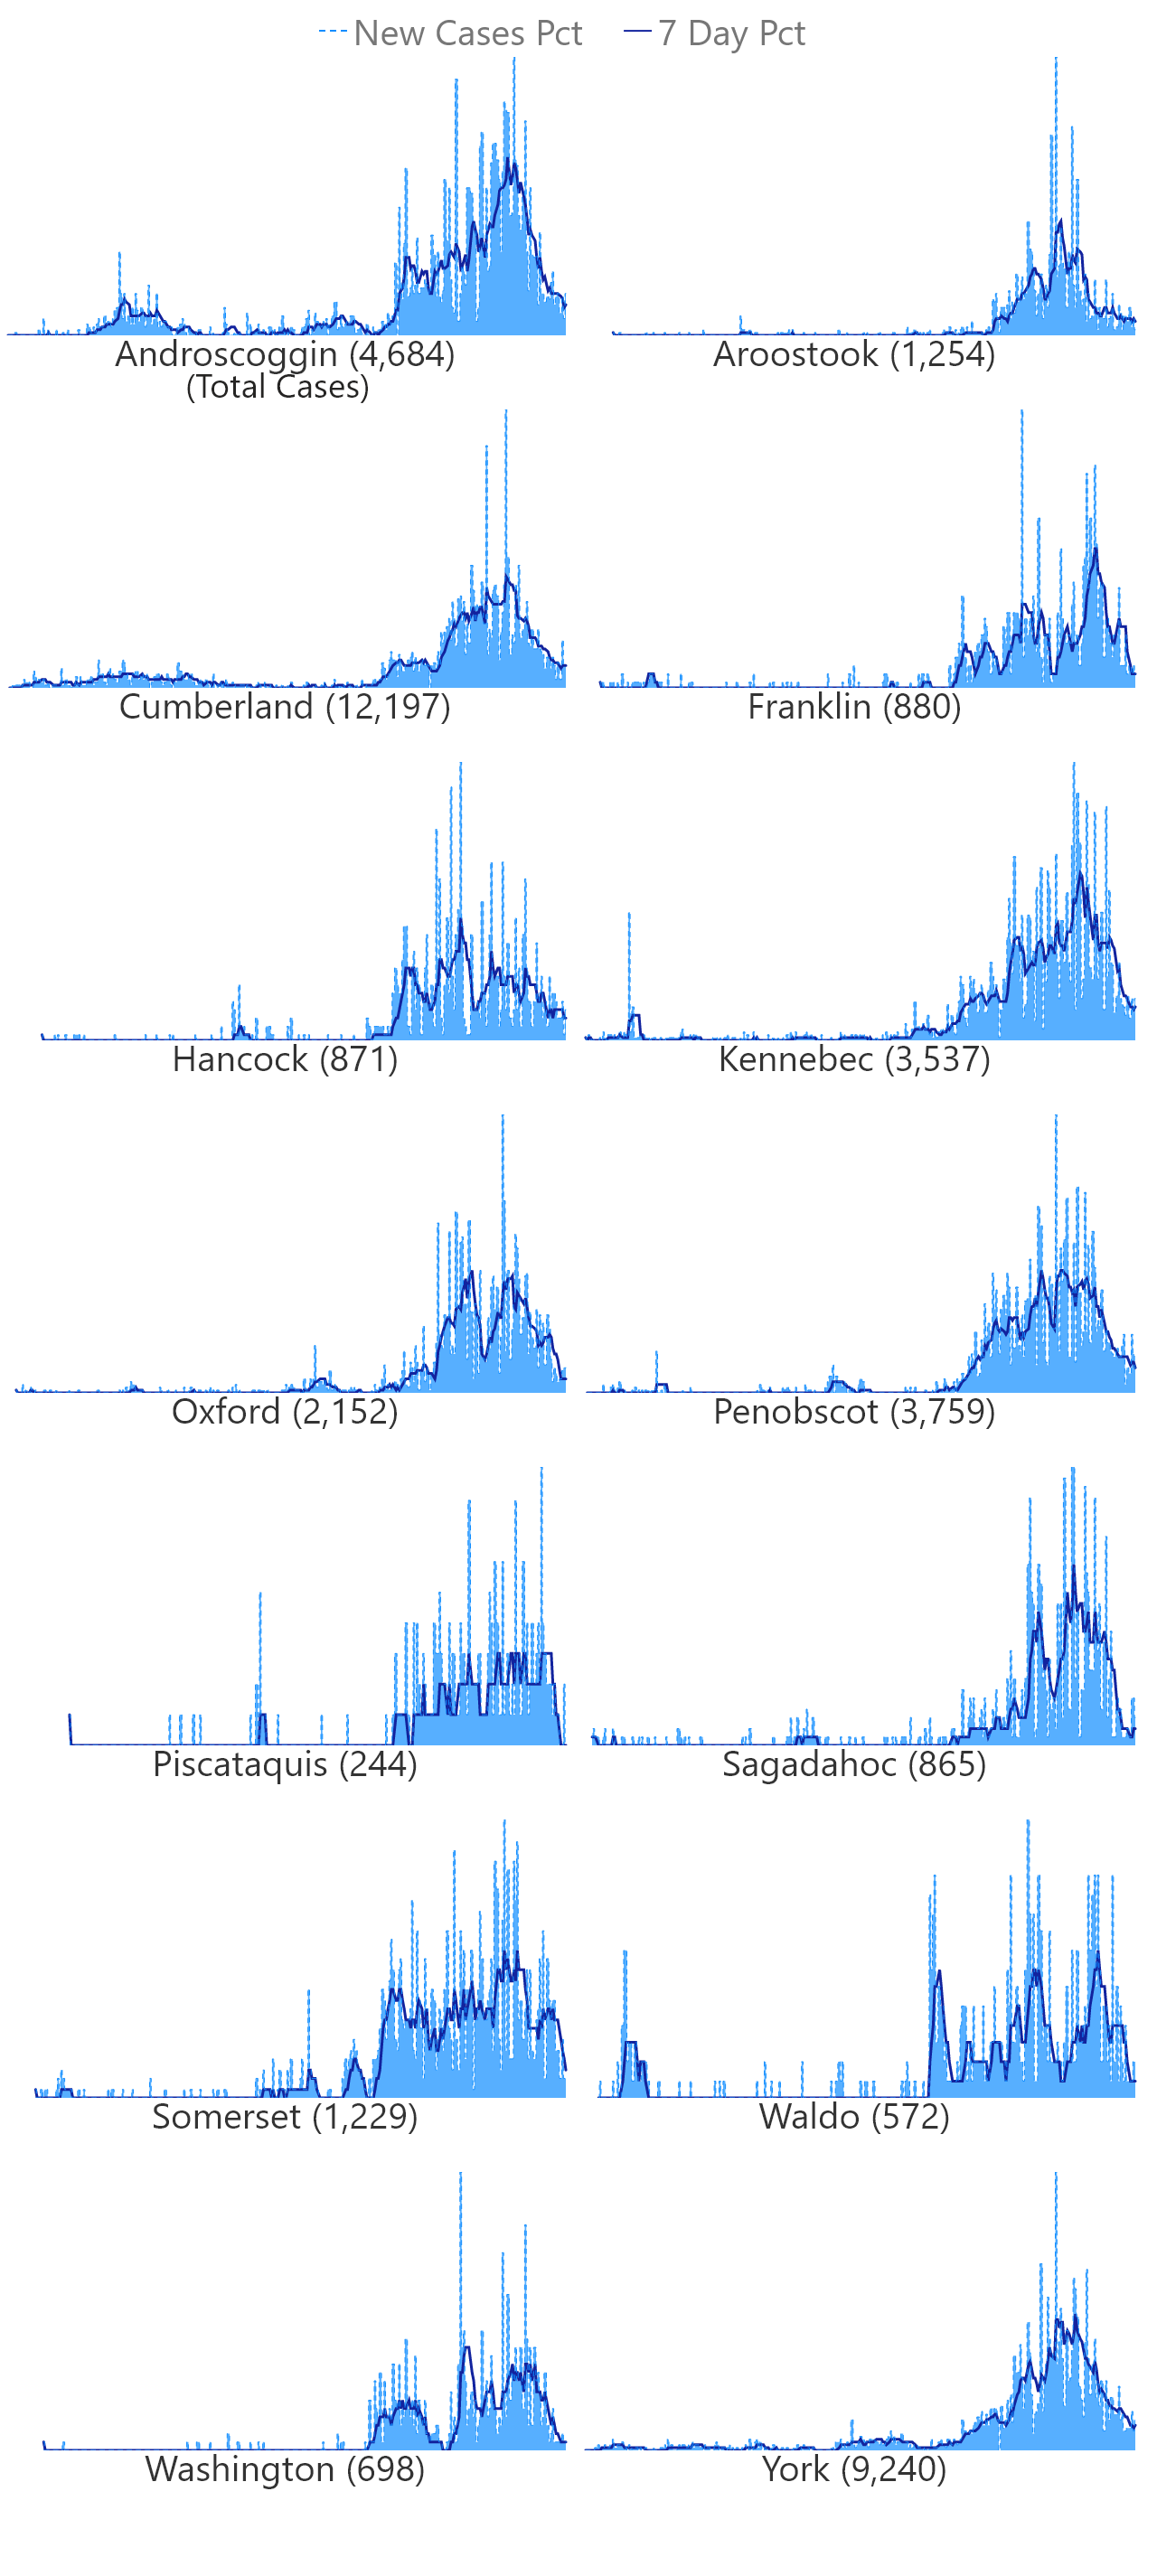 New Cases Pct 7 Day Pct
Androscoggin (4,684) Aroostook (1,254)
(Total Cases)
Cumberland (12,197) Franklin (880)
Hancock (871) Kennebec (3,537)
Oxford (2,152) Penobscot (3,759)
Piscataquis (244) Sagadahoc (865)
Somerset (1,229) Waldo (572)
Washington (698) York (9,240)